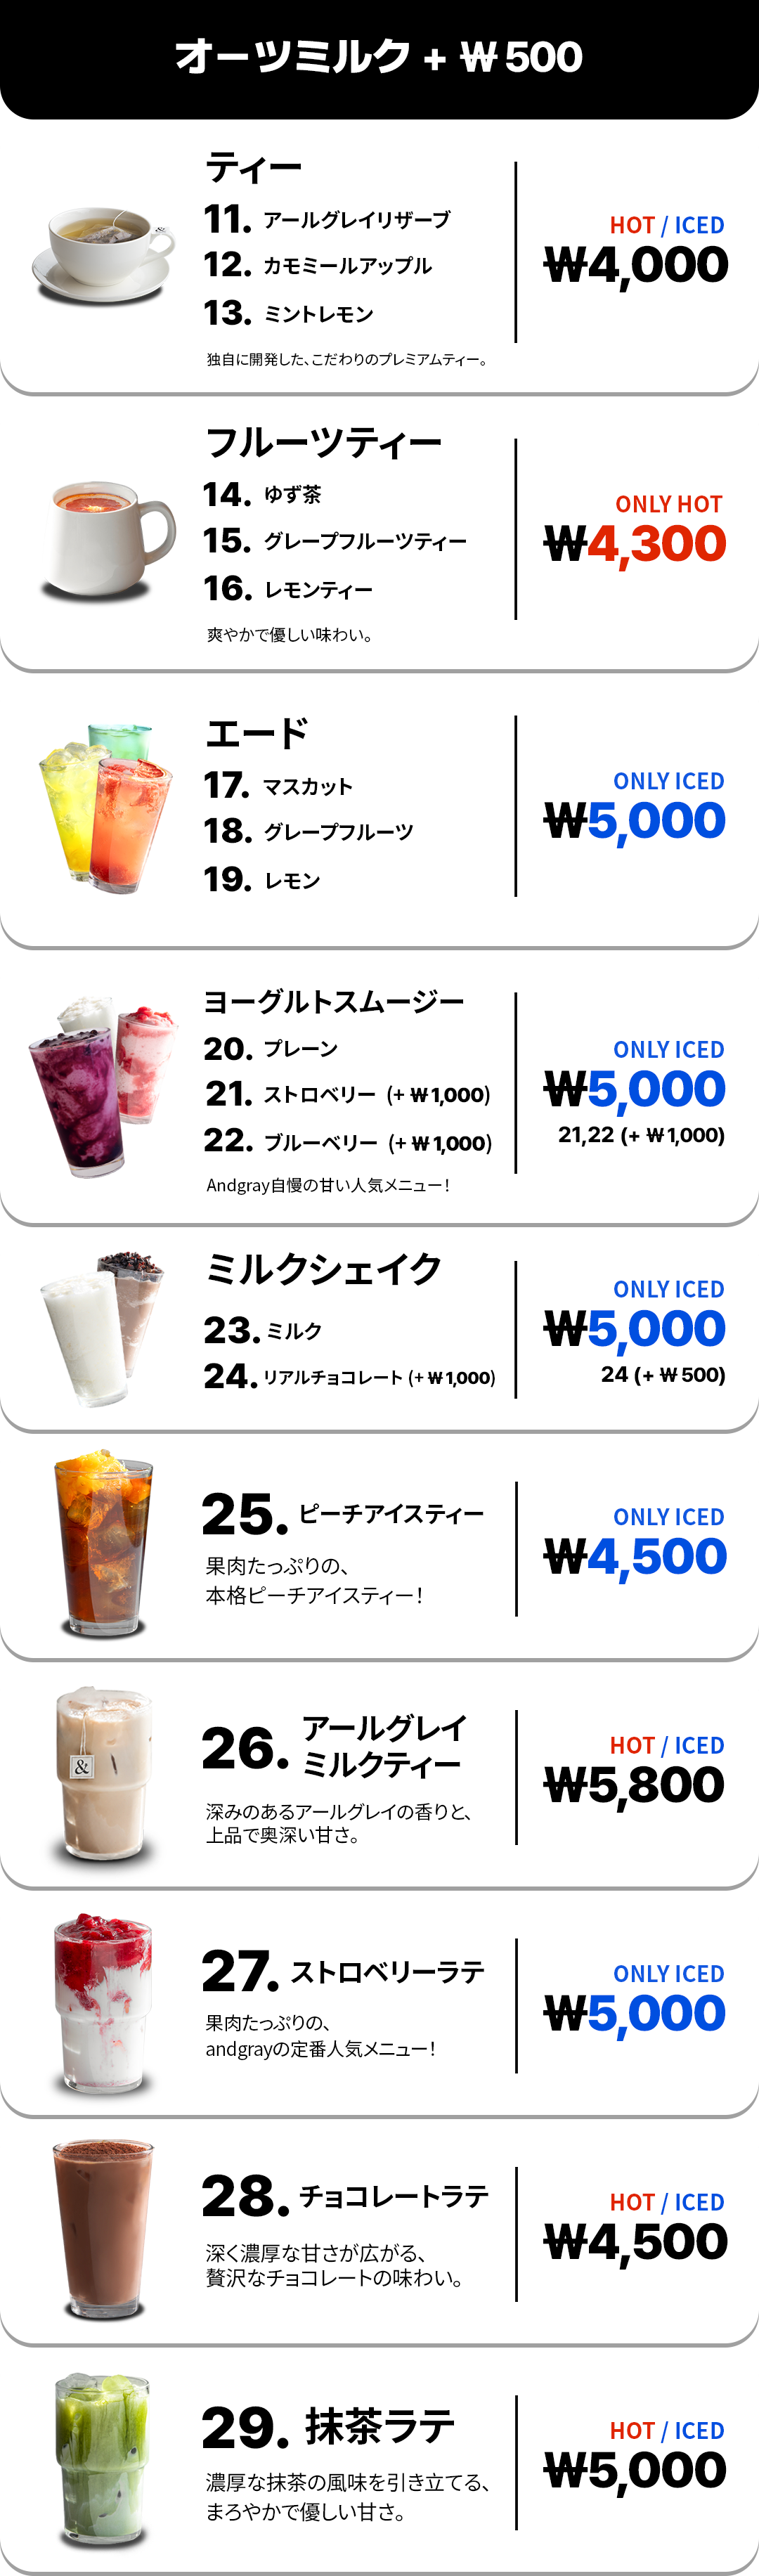 オーツミルク + ₩ 500
ティー
11. アールグレイリザーブ
12. カモミールアップル
13. ミントレモン
独自に開発した、こだわりのプレミアムティー。
HOT / ICED
₩4,000
フルーツティー
14. ゆず茶
15. グレープフルーツティー
16. レモンティー
爽やかで優しい味わい。
ONLY HOT
₩4,300
エード
17. マスカット
18. グレープフルーツ
19. レモン
ONLY ICED
₩5,000
ヨーグルトスムージー
20. プレーン
21. ストロベリー (+ ₩ 1,000)
22. ブルーベリー (+ ₩ 1,000)
Andgray自慢の甘い人気メニュー！
ONLY ICED
₩5,000
21,22 (+ ₩ 1,000)
ミルクシェイク
23. ミルク
24. リアルチョコレート (+ ₩ 1,000)
ONLY ICED
₩5,000
24 (+ ₩ 500)
25. ピーチアイスティー
果肉たっぷりの、
本格ピーチアイスティー！
ONLY ICED
₩4,500
&
26. アールグレイ
ミルクティー
深みのあるアールグレイの香りと、
上品で奥深い甘さ。
HOT / ICED
₩5,800
27. ストロベリーラテ
果肉たっぷりの、
andgrayの定番人気メニュー！
ONLY ICED
₩5,000
28. チョコレートラテ
深く濃厚な甘さが広がる、
贅沢なチョコレートの味わい。
HOT / ICED
₩4,500
29. 抹茶ラテ
濃厚な抹茶の風味を引き立てる、
まろやかで優しい甘さ。
HOT / ICED
₩5,000